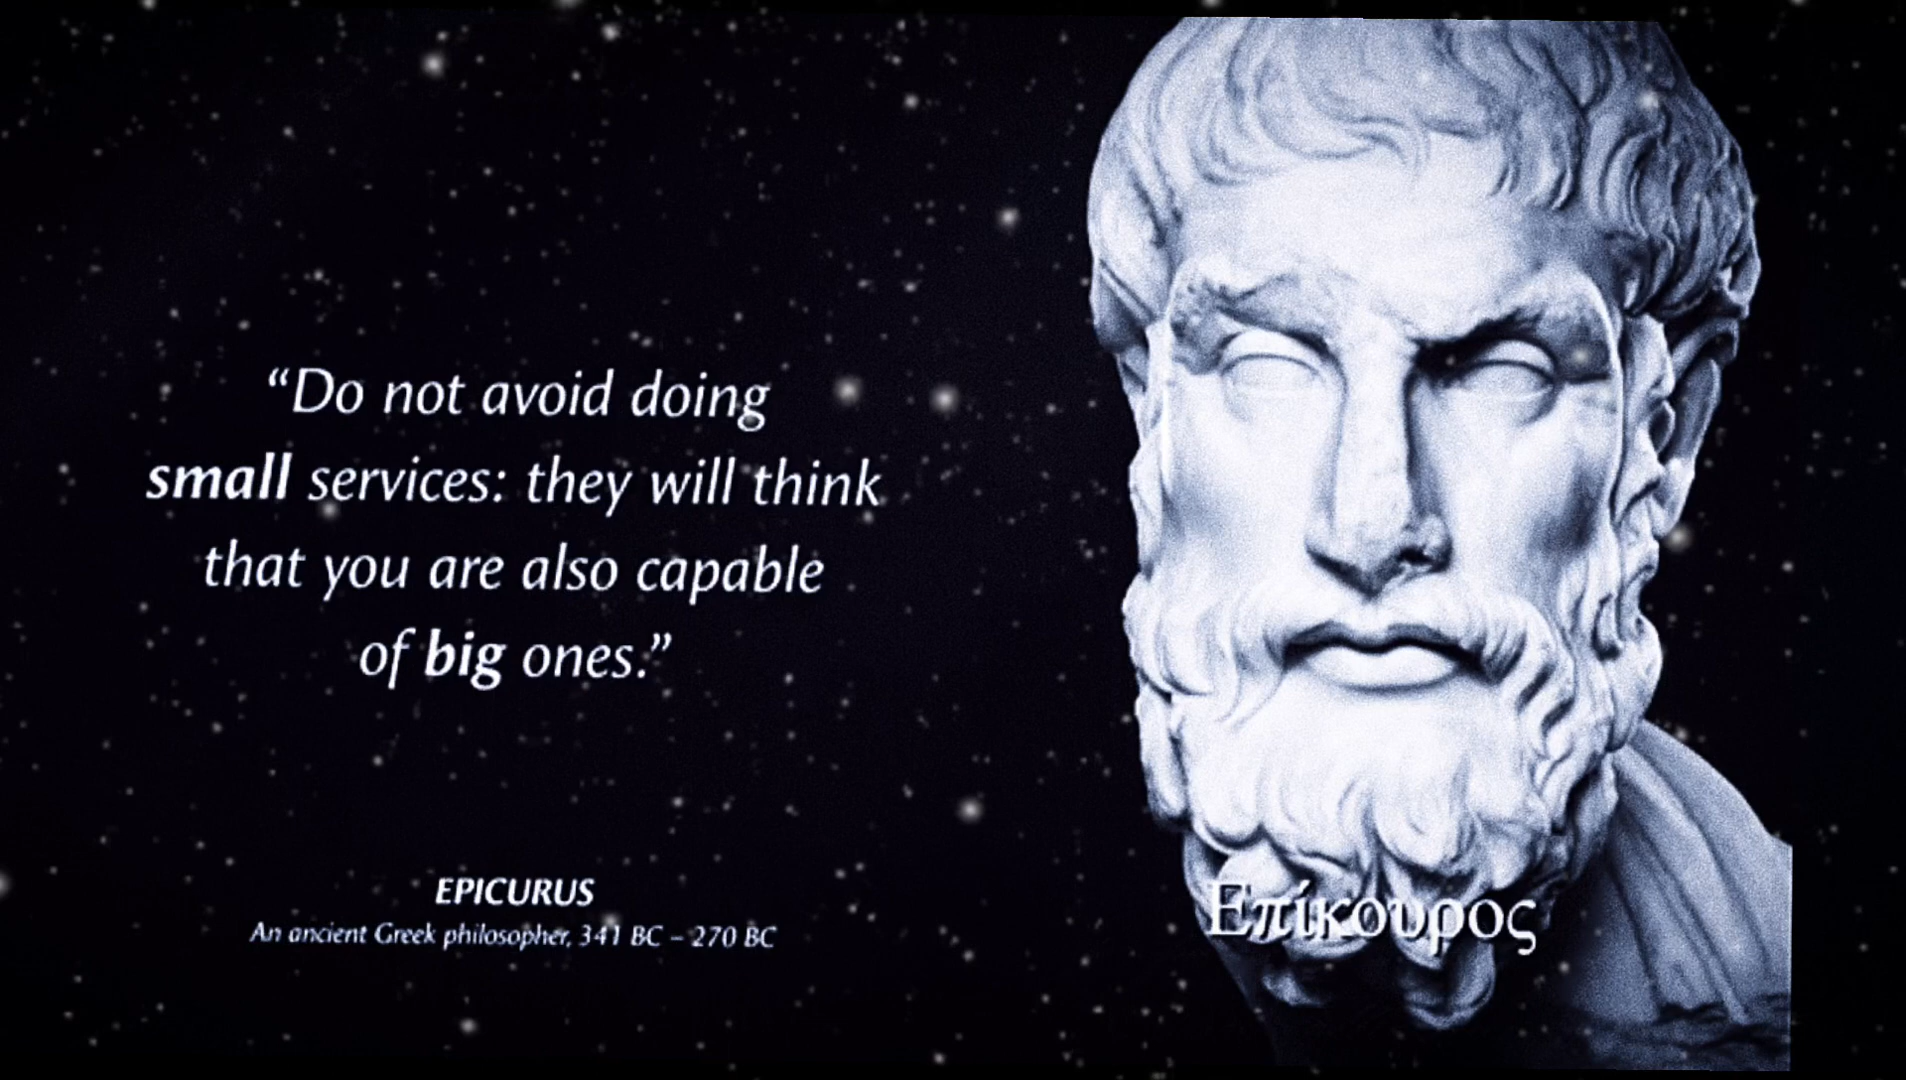 “Do not avoid doing
small services: they will think
that you are also capable
of big ones.”
EPICURUS
An ancient Greek philosopher, 341 BC – 270 BC
Επίκουρος